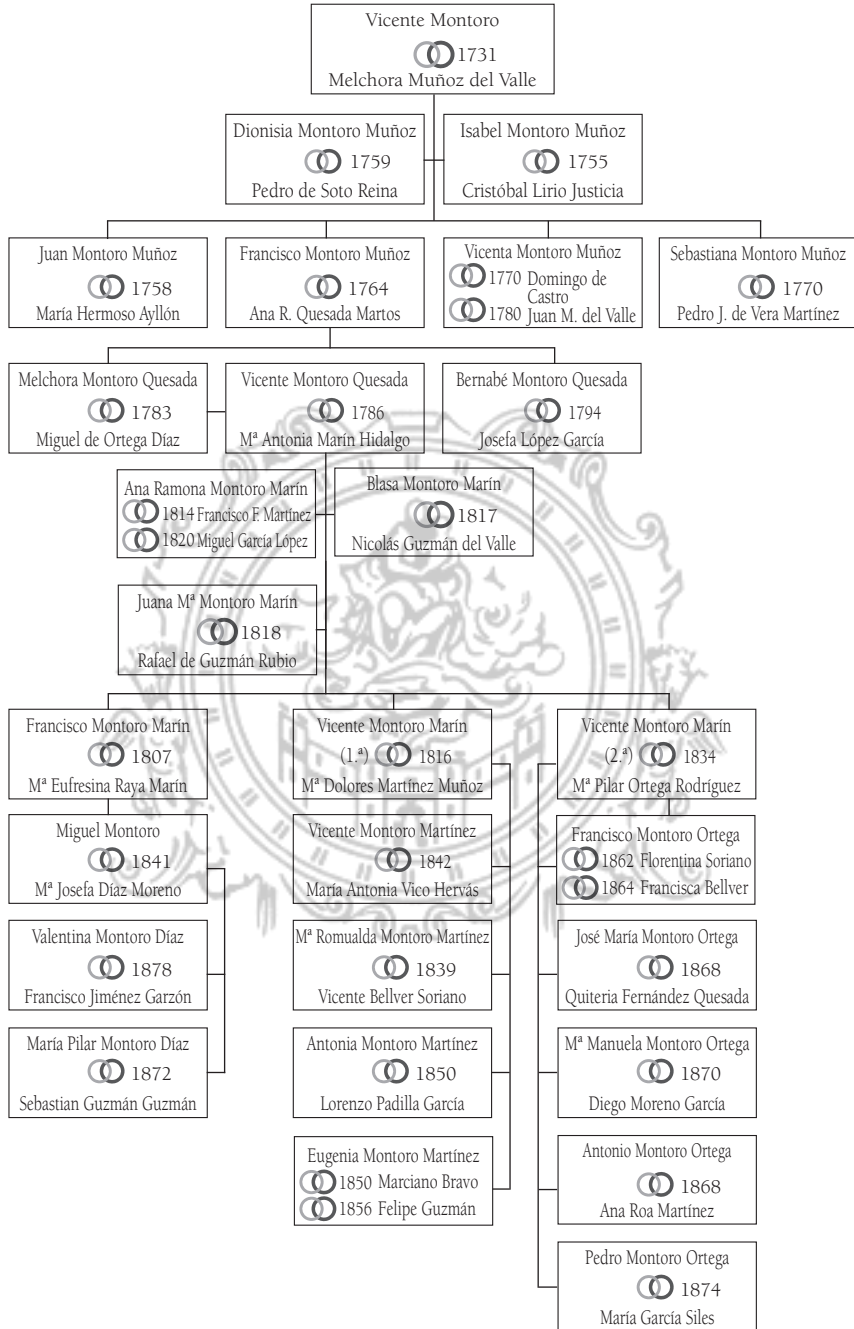 Vicente Montoro
1731
Melchora Muñoz del Valle
Dionisia Montoro Muñoz
1759
Pedro de Soto Reina
Isabel Montoro Muñoz
1755
Cristóbal Lirio Justicia
Juan Montoro Muñoz
1758
María Hermoso Ayllón
Francisco Montoro Muñoz
1764
Ana R. Quesada Martos
Vicenta Montoro Muñoz
1770 Domingo de
Castro
1780 Juan M. del Valle
Sebastiana Montoro Muñoz
1770
Pedro J. de Vera Martínez
Melchora Montoro Quesada
1783
Miguel de Ortega Díaz
Vicente Montoro Quesada
1786
Mª Antonia Marín Hidalgo
Bernabé Montoro Quesada
1794
Josefa López García
Ana Ramona Montoro Marín
1814 Francisco F. Martínez
1820 Miguel García López
Blasa Montoro Marín
1817
Nicolás Guzmán del Valle
Juana Mª Montoro Marín
1818
Rafael de Guzmán Rubio
Francisco Montoro Marín
1807
Mª Eufresina Raya Marín
Vicente Montoro Marín
(1.ª) 1816
Mª Dolores Martínez Muñoz
Vicente Montoro Marín
(2.ª) 1834
Mª Pilar Ortega Rodríguez
Miguel Montoro
1841
Mª Josefa Díaz Moreno
Vicente Montoro Martínez
1842
María Antonia Vico Hervás
Francisco Montoro Ortega
1862 Florentina Soriano
1864 Francisca Bellver
Valentina Montoro Díaz
1878
Francisco Jiménez Garzón
Mª Romualda Montoro Martínez
1839
Vicente Bellver Soriano
José María Montoro Ortega
1868
Quiteria Fernández Quesada
María Pilar Montoro Díaz
1872
Sebastian Guzmán Guzmán
Antonia Montoro Martínez
1850
Lorenzo Padilla García
Mª Manuela Montoro Ortega
1870
Diego Moreno García
Eugenia Montoro Martínez
1850 Marciano Bravo
1856 Felipe Guzmán
Antonio Montoro Ortega
1868
Ana Roa Martínez
Pedro Montoro Ortega
1874
María García Siles